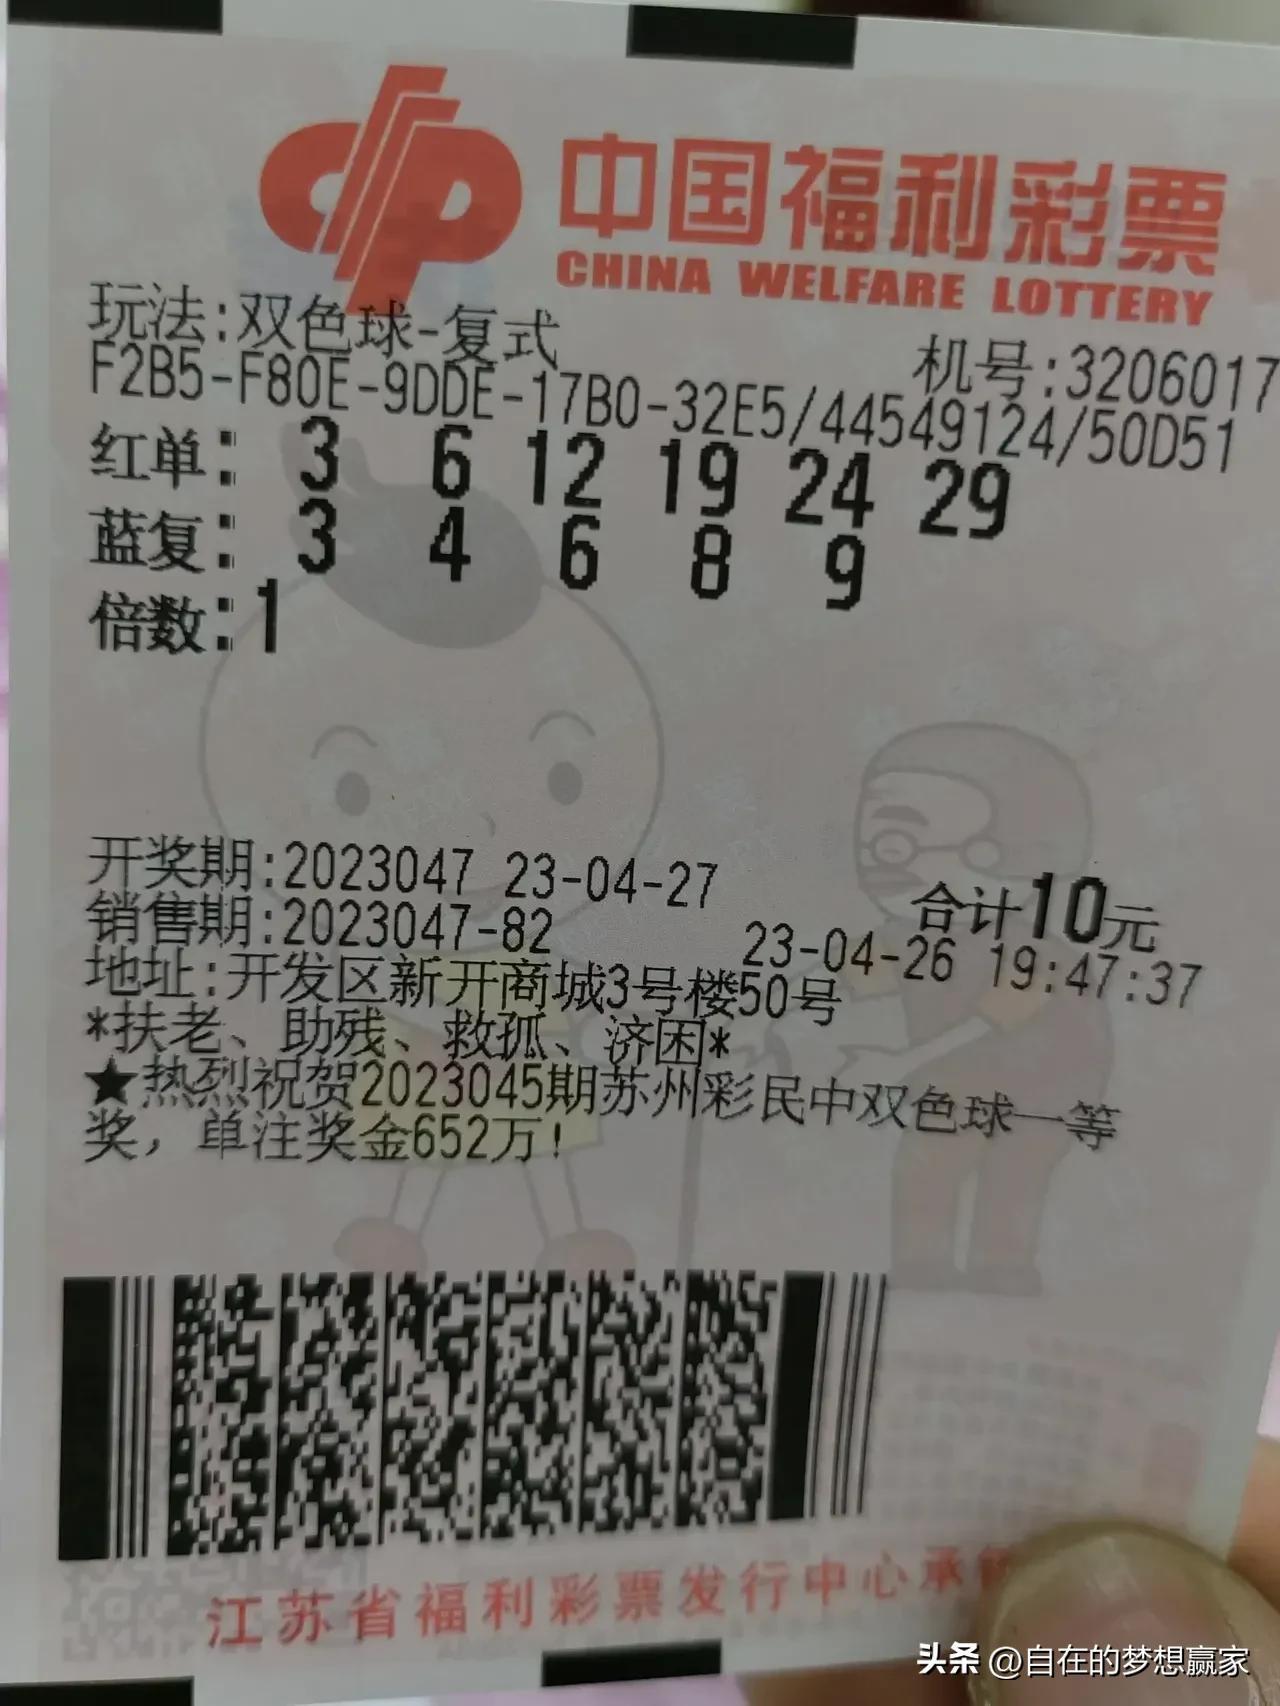 中国福利彩票
CHINA WELFARE LOTTERY
玩法:双色球-复式
机号:3206017
F2B5-F80E-9DDE-17B0-32E5/44549124/50D51
红单: 3 6 12 19 24 29
蓝复: 3 4 6 8 9
倍数:1
开奖期:2023047 23-04-27
合计10元
销售期:2023047-82 23-04-26 19:47:37
地址:开发区新开商城3号楼50号
*扶老、助残、救孤、济困*
★热烈祝贺2023045期苏州彩民中双色球一等
奖，单注奖金652万!
江苏省福利彩票发行中心承
头条 @自在的梦想赢家